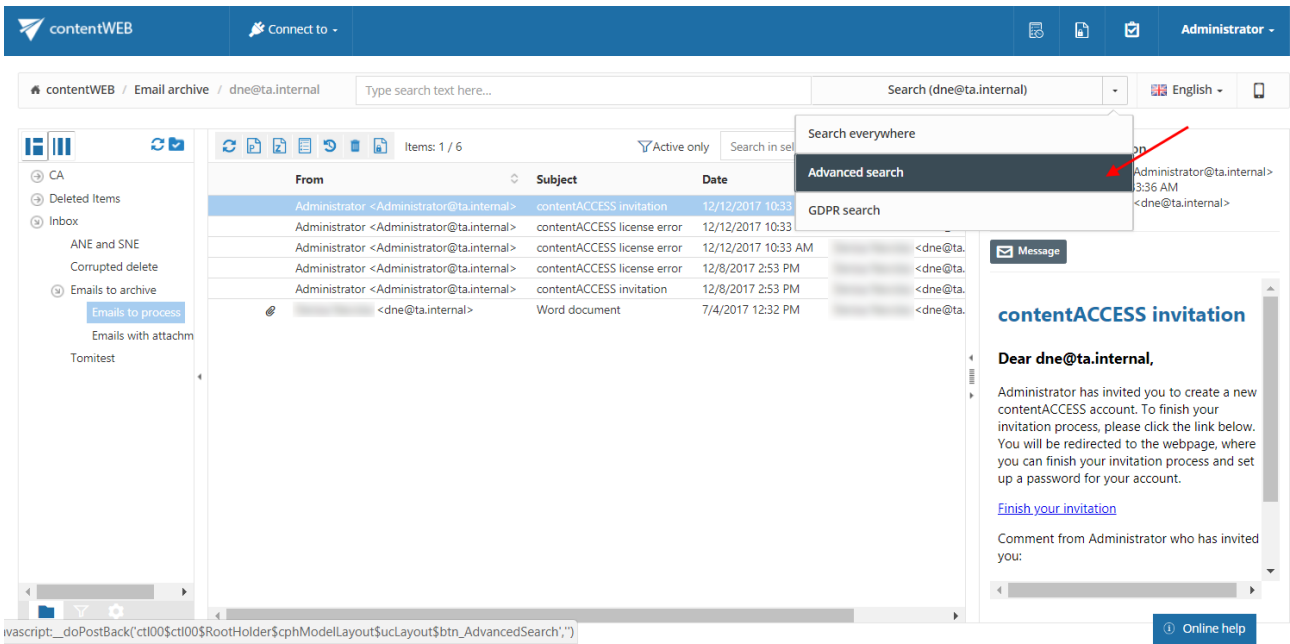 contentWEB
Connect to
Administrator
contentWEB / Email archive / dne@ta.internal
Type search text here...
Search (dne@ta.internal)
English
Search everywhere
Advanced search
GDPR search
Items: 1 / 6
Active only
Search in sel
CA
Deleted Items
Inbox
ANE and SNE
Corrupted delete
Emails to archive
Emails to process
Emails with attachm
Tomitest
From Subject Date
Administrator <Administrator@ta.internal> contentACCESS invitation 12/12/2017 10:33
Administrator <Administrator@ta.internal> contentACCESS license error 12/12/2017 10:33
Administrator <Administrator@ta.internal> contentACCESS license error 12/12/2017 10:33 AM <dne@ta.
Administrator <Administrator@ta.internal> contentACCESS license error 12/8/2017 2:53 PM <dne@ta.
Administrator <Administrator@ta.internal> contentACCESS invitation 12/8/2017 2:53 PM <dne@ta.
<dne@ta.internal> Word document 7/4/2017 12:32 PM <dne@ta.
on
Administrator@ta.internal>
3:36 AM
<dne@ta.internal>
Message
contentACCESS invitation
Dear dne@ta.internal,
Administrator has invited you to create a new
contentACCESS account. To finish your
invitation process, please click the link below.
You will be redirected to the webpage, where
you can finish your invitation process and set
up a password for your account.
Finish your invitation
Comment from Administrator who has invited
you:
Online help
avascript:__doPostBack('ctl00$ctl00$RootHolder$cphModelLayout$ucLayout$btn_AdvancedSearch','')